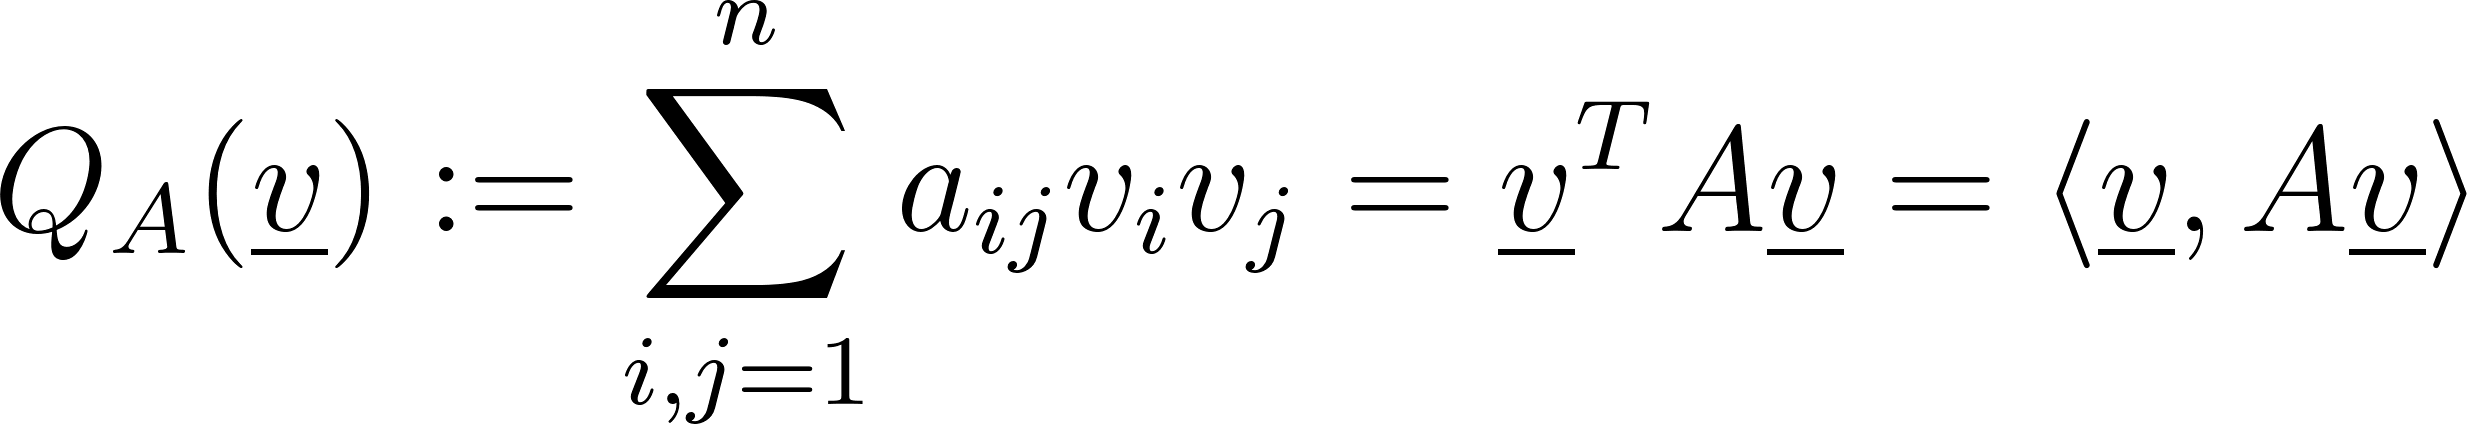 $Q_A(\underline{v}) := \sum_{i,j=1}^{n} a_{ij} v_i v_j = \underline{v}^T A \underline{v} = \langle \underline{v}, A\underline{v} \rangle$